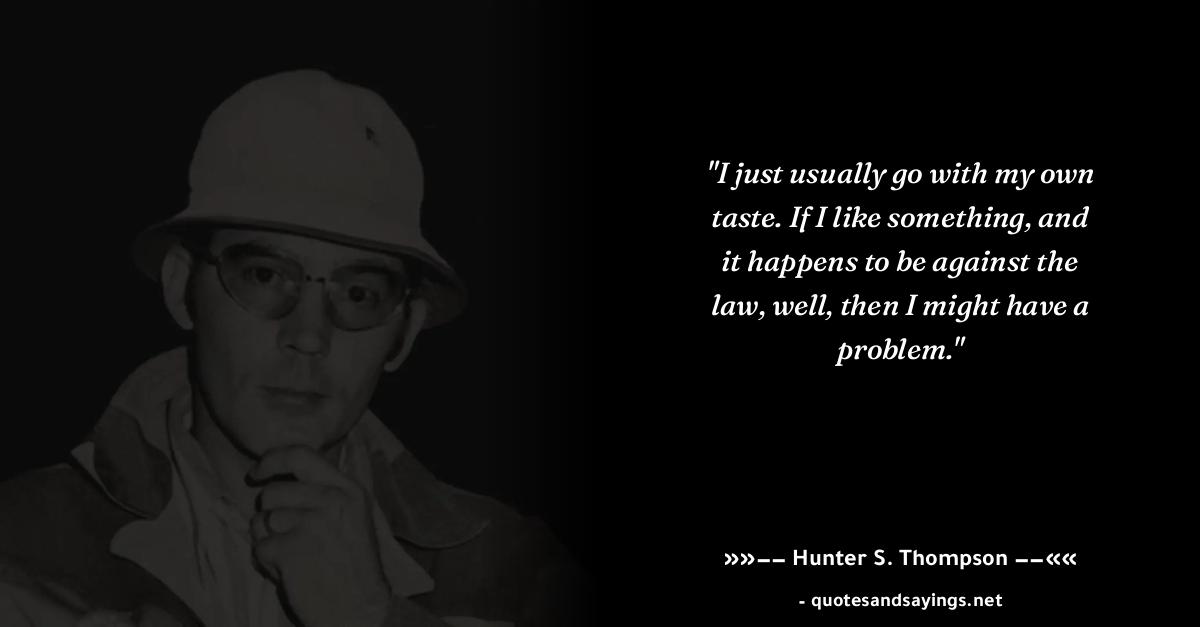 "I just usually go with my own
taste. If I like something, and
it happens to be against the
law, well, then I might have a
problem."
»»–– Hunter S. Thompson ––««
- quotesandsayings.net